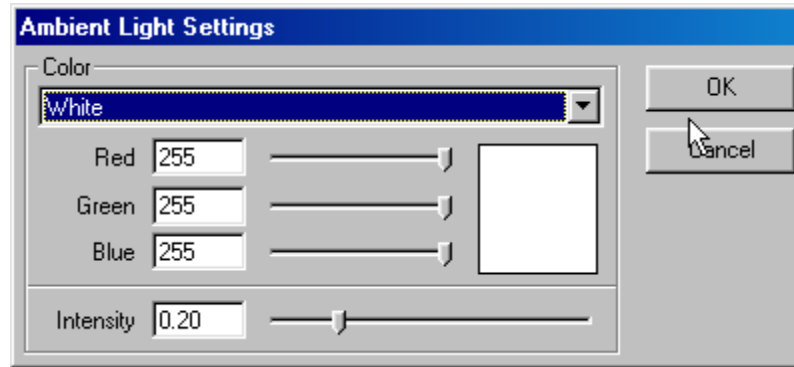 Ambient Light Settings
Color
White
Red 255
Green 255
Blue 255
Intensity 0.20
OK
Cancel